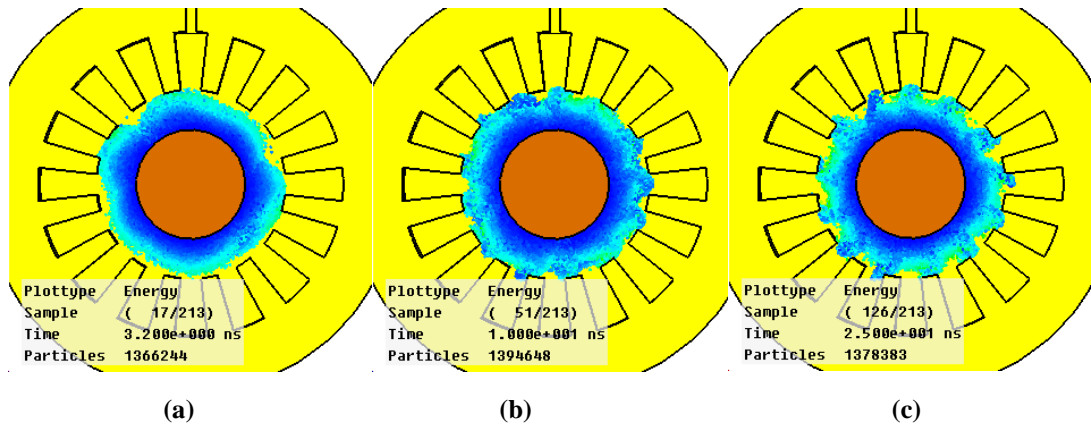 Plottype Energy
Sample ( 17/213)
Time 3.200e+000 ns
Particles 1366244
Plottype Energy
Sample ( 51/213)
Time 1.000e+001 ns
Particles 1394648
Plottype Energy
Sample ( 126/213)
Time 2.500e+001 ns
Particles 1378383
(a)
(b)
(c)